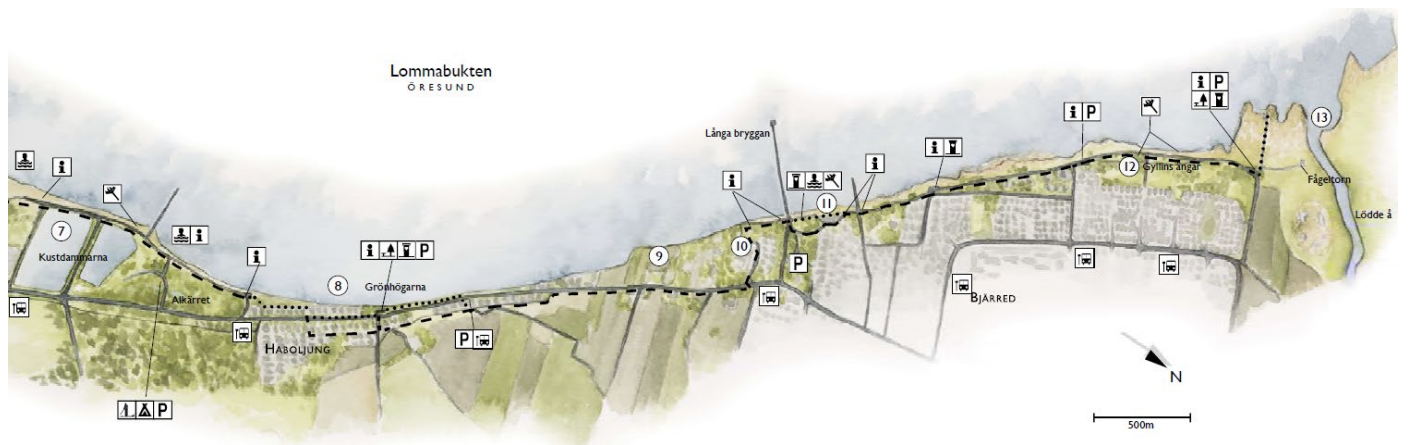 Lommabukten
ÖRESUND
Långa bryggan
i
i
P
i
P
13
12
Gyllins ängar
Fågeltorn
Lödde å
i
i
i
11
10
P
7
Kustdammarna
i
Alkärret
i
i
8
i
P
Grönhögarna
9
HABOLJUNG
P
BJÄRRED
P
N
500m